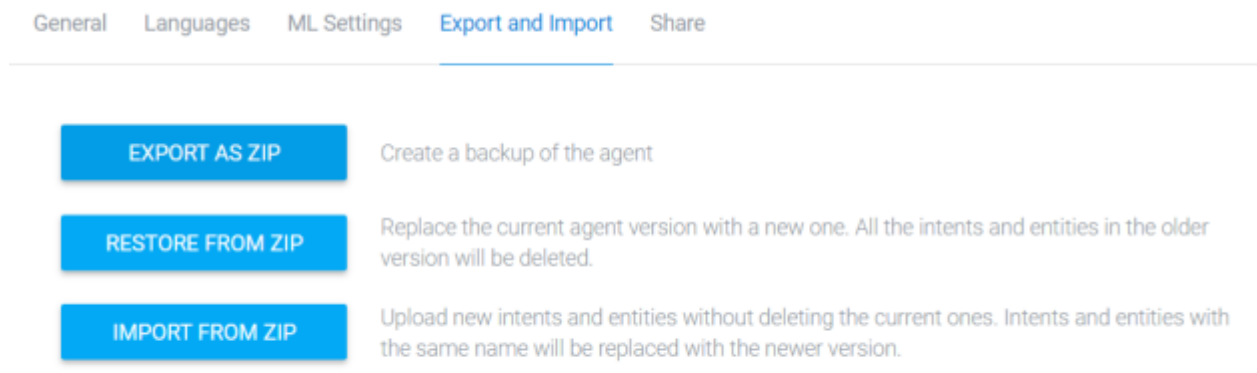 General Languages ML Settings Export and Import Share
EXPORT AS ZIP Create a backup of the agent
RESTORE FROM ZIP Replace the current agent version with a new one. All the intents and entities in the older
version will be deleted.
IMPORT FROM ZIP Upload new intents and entities without deleting the current ones. Intents and entities with
the same name will be replaced with the newer version.